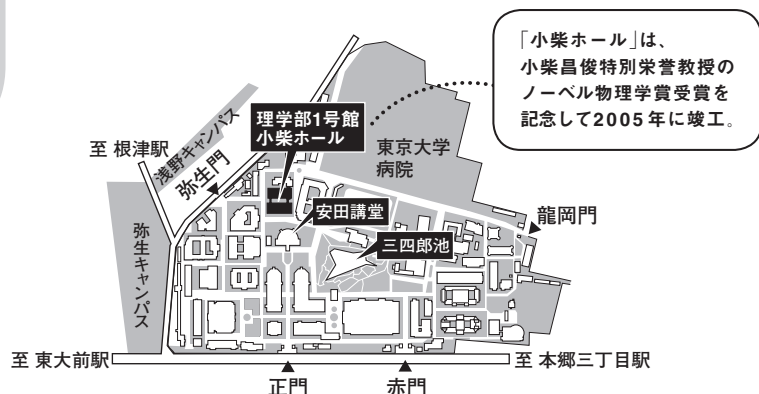 「小柴ホール」は、
小柴昌俊特別栄誉教授の
ノーベル物理学賞受賞を
記念して2005年に竣工。
理学部1号館
小柴ホール
東京大学
病院
浅野キャンパス
至 根津駅
弥生門
安田講堂
龍岡門
三四郎池
弥生キャンパス
至 東大前駅
至 本郷三丁目駅
正門
赤門